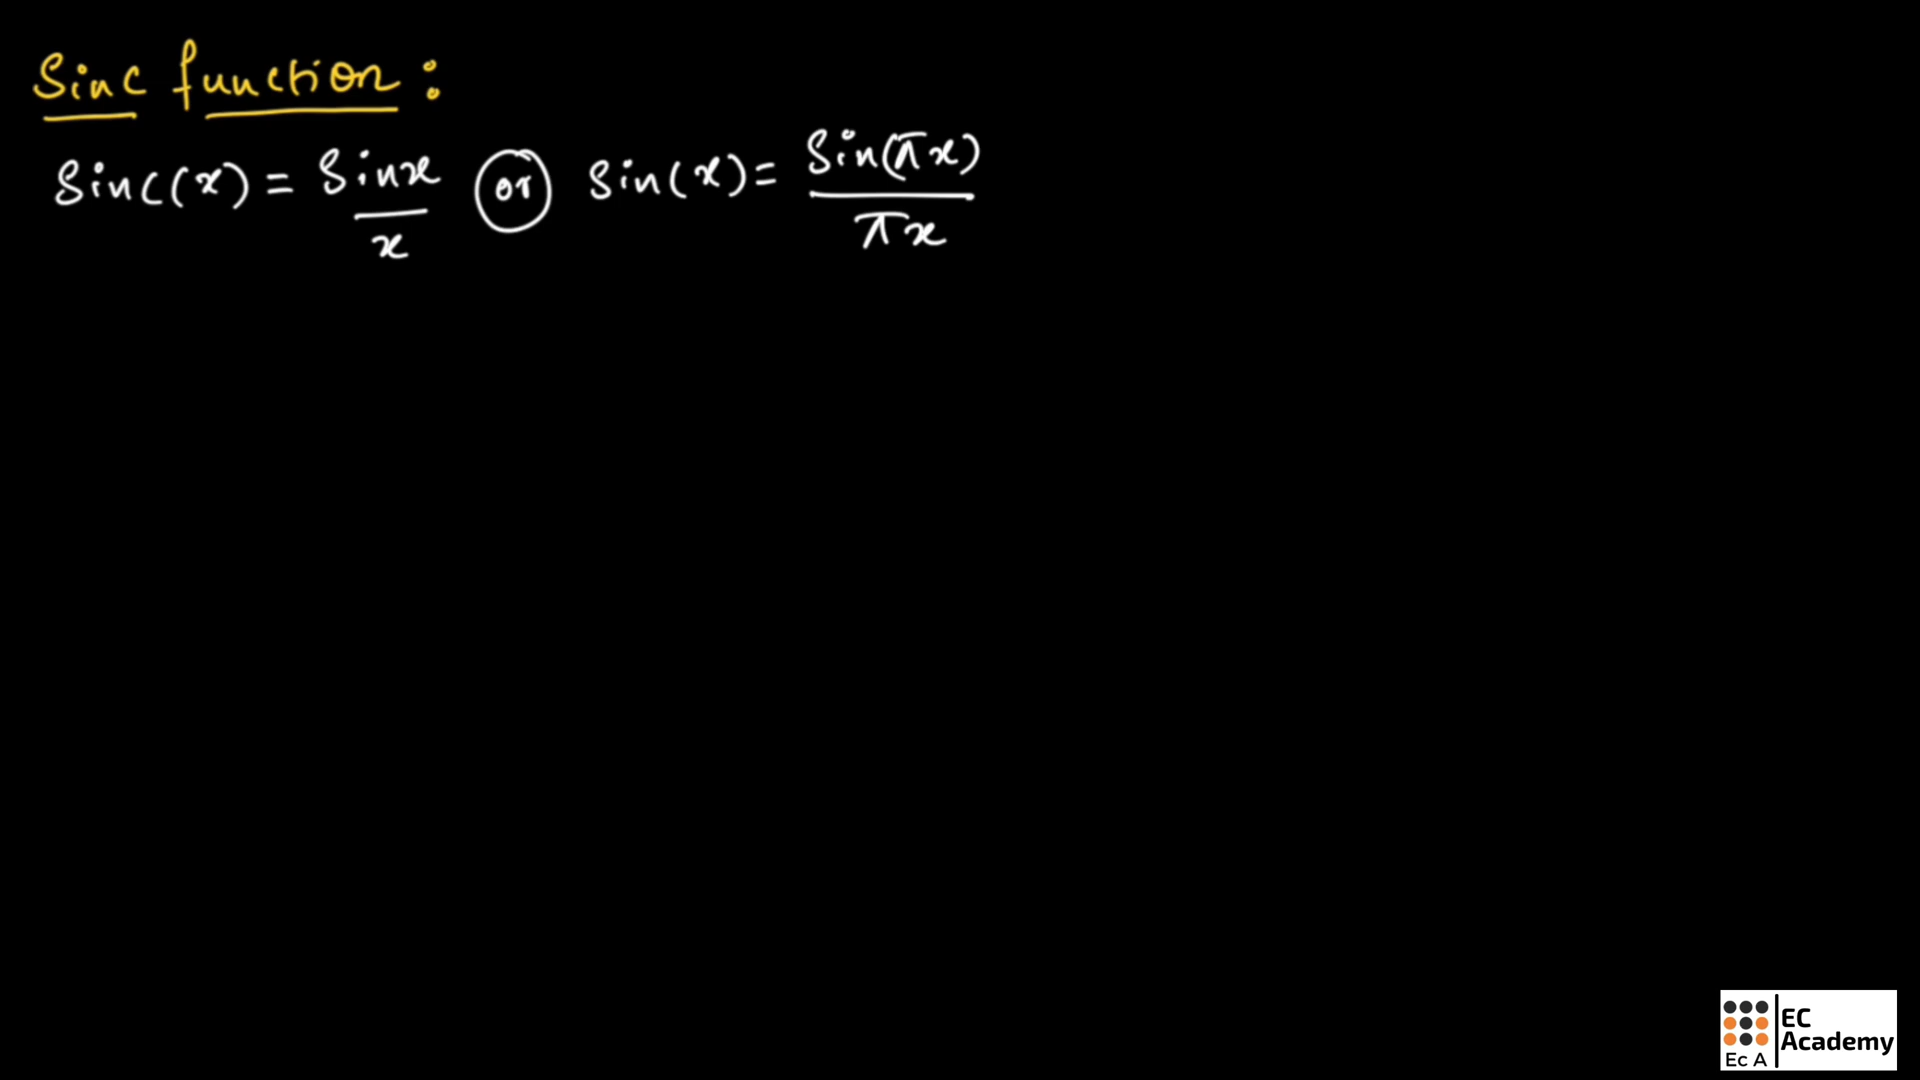 Sinc function :
Sinc(x) = Sinx/x or Sin(x) = Sin(πx)/πx
EC
Academy
Ec A